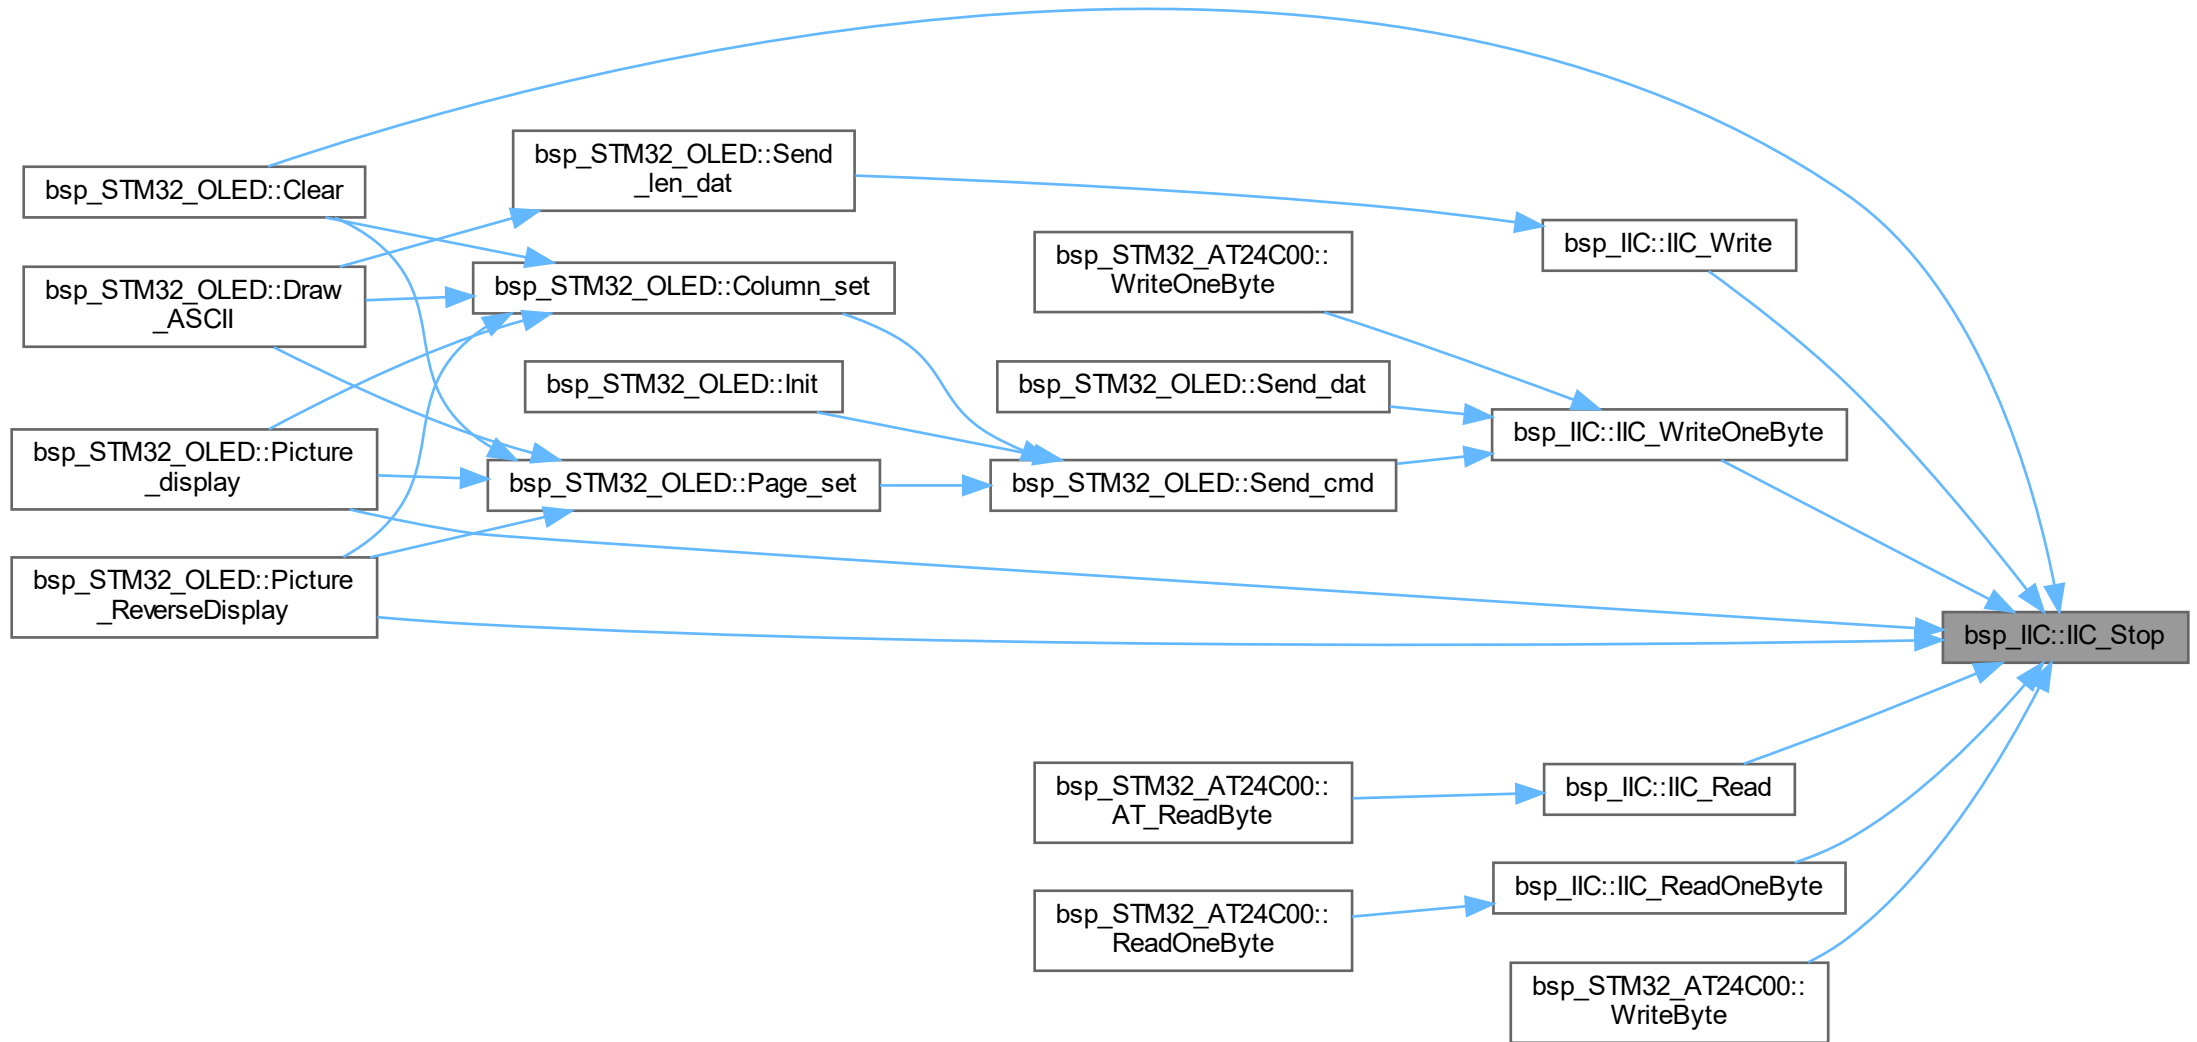 bsp_STM32_OLED::Clear
bsp_STM32_OLED::Draw
_ASCII
bsp_STM32_OLED::Picture
_display
bsp_STM32_OLED::Picture
_ReverseDisplay
bsp_STM32_OLED::Send
_len_dat
bsp_STM32_OLED::Column_set
bsp_STM32_OLED::Init
bsp_STM32_OLED::Page_set
bsp_STM32_AT24C00::
WriteOneByte
bsp_STM32_OLED::Send_dat
bsp_STM32_OLED::Send_cmd
bsp_STM32_AT24C00::
AT_ReadByte
bsp_STM32_AT24C00::
ReadOneByte
bsp_IIC::IIC_Write
bsp_IIC::IIC_WriteOneByte
bsp_IIC::IIC_Read
bsp_IIC::IIC_ReadOneByte
bsp_STM32_AT24C00::
WriteByte
bsp_IIC::IIC_Stop